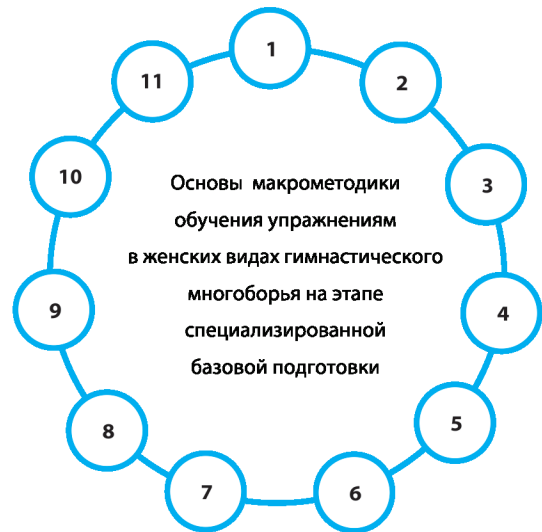 1
2
11
3
10
Основы макрометодики
обучения упражнениям
в женских видах гимнастического
многоборья на этапе
специализированной
базовой подготовки
9
4
8
5
7
6